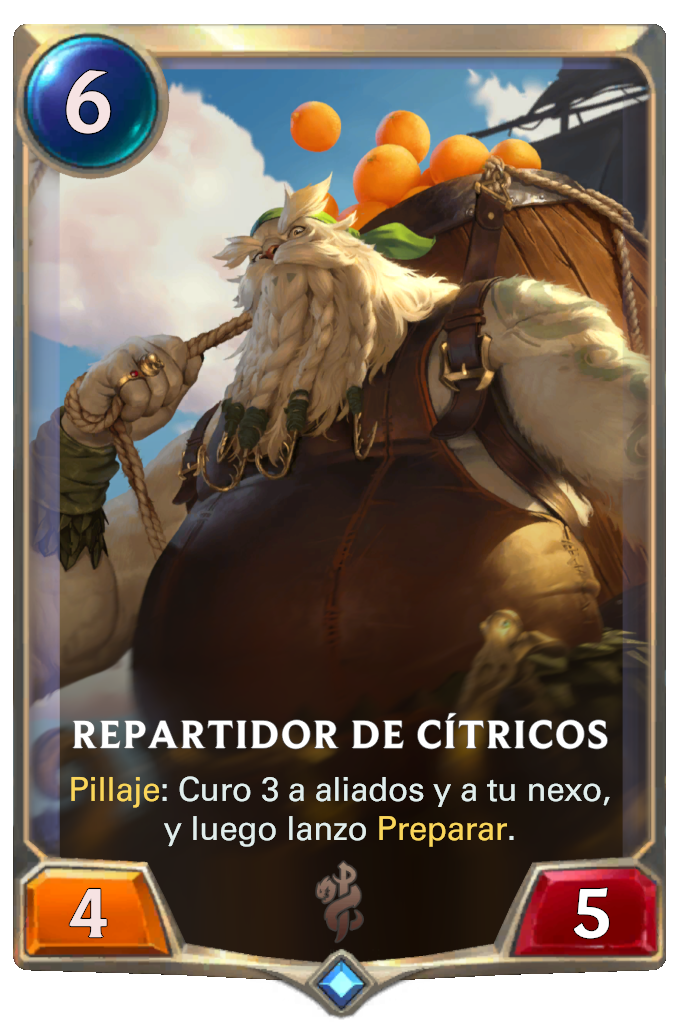 6
REPARTIDOR DE CÍTRICOS
Pillaje: Curo 3 a aliados y a tu nexo,
y luego lanzo Preparar.
4
5